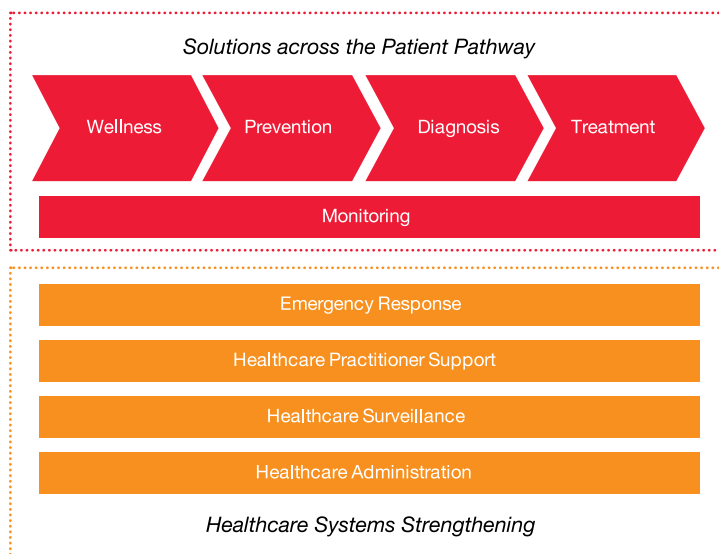 Solutions across the Patient Pathway
Wellness
Prevention
Diagnosis
Treatment
Monitoring
Emergency Response
Healthcare Practitioner Support
Healthcare Surveillance
Healthcare Administration
Healthcare Systems Strengthening